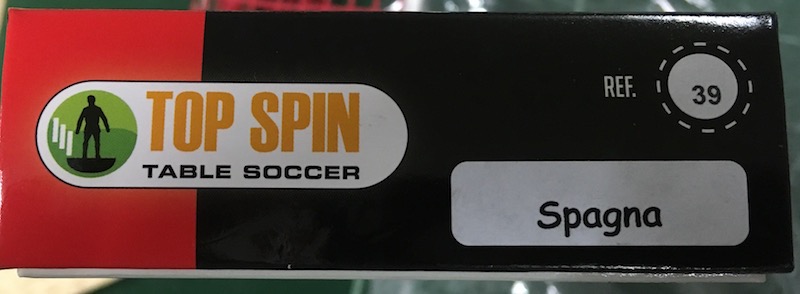 TOP SPIN
TABLE SOCCER
REF. 39
Spagna